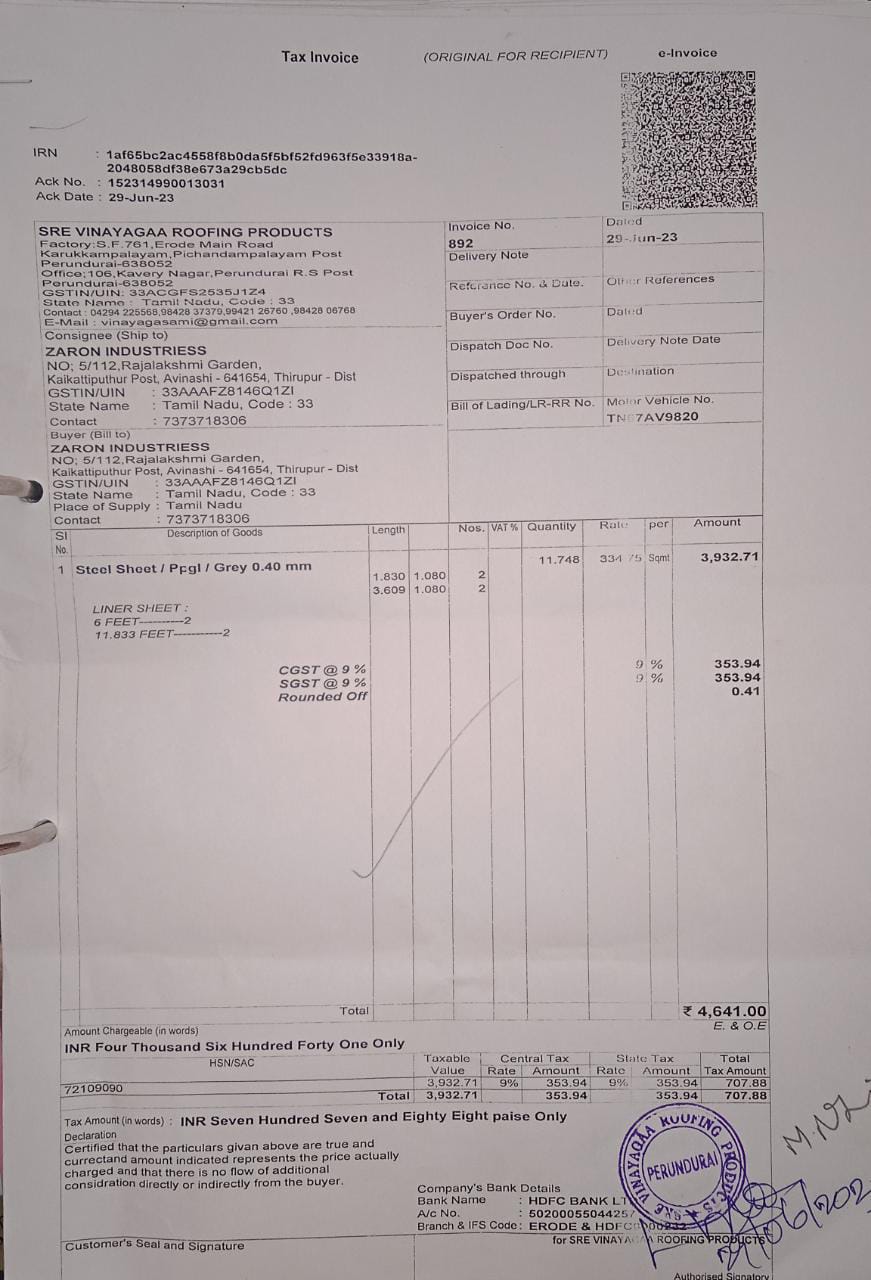 Tax Invoice (ORIGINAL FOR RECIPIENT) e-Invoice
IRN : 1af65bc2ac4558f8b0da5f5bf52fd963f5e33918a-
2048058df38e673a29cb5dc
Ack No. : 152314990013031
Ack Date : 29-Jun-23
SRE VINAYAGAA ROOFING PRODUCTS
Factory:S.F.761,Erode Main Road
Karukkampalayam,Pichandampalayam Post
Perundurai-638052
Office;106,Kavery Nagar,Perundurai R.S Post
Perundurai-638052
GSTIN/UIN: 33ACGFS2535J1Z4
State Name : Tamil Nadu, Code : 33
Contact : 04294 225568,98428 37379,99421 26760 ,98428 06768
E-Mail : vinayagasami@gmail.com
Invoice No. Dated
892 29-Jun-23
Delivery Note
Reference No. & Date. Other References
Buyer's Order No. Dated
Dispatch Doc No. Delivery Note Date
Dispatched through Destination
Bill of Lading/LR-RR No. Motor Vehicle No.
7AV9820
Consignee (Ship to)
ZARON INDUSTRIESS
NO; 5/112,Rajalakshmi Garden,
Kaikattiputhur Post, Avinashi - 641654, Thirupur - Dist
GSTIN/UIN : 33AAAFZ8146Q1ZI
State Name : Tamil Nadu, Code : 33
Contact : 7373718306
Buyer (Bill to)
ZARON INDUSTRIESS
NO; 5/112,Rajalakshmi Garden,
Kaikattiputhur Post, Avinashi - 641654, Thirupur - Dist
GSTIN/UIN : 33AAAFZ8146Q1ZI
State Name : Tamil Nadu, Code : 33
Place of Supply : Tamil Nadu
Contact : 7373718306
Sl No. Description of Goods Length Nos. VAT % Quantity Rate per Amount
1 Steel Sheet / Ppgl / Grey 0.40 mm 11.748 334.75 Sqmt 3,932.71
1.830 1.080 2
3.609 1.080 2
LINER SHEET :
6 FEET----------2
11.833 FEET-----------2
CGST @ 9 % 9 % 353.94
SGST @ 9 % 9 % 353.94
Rounded Off 0.41
Total ₹ 4,641.00
Amount Chargeable (in words) E. & O.E
INR Four Thousand Six Hundred Forty One Only
HSN/SAC Taxable Value Central Tax State Tax Total Tax Amount
Rate Amount Rate Amount
72109090 3,932.71 9% 353.94 9% 353.94 707.88
Total 3,932.71 353.94 353.94 707.88
Tax Amount (in words) : INR Seven Hundred Seven and Eighty Eight paise Only
Declaration
Certified that the particulars givan above are true and
currectand amount indicated represents the price actually
charged and that there is no flow of additional
considration directly or indirectly from the buyer.
Company's Bank Details
Bank Name : HDFC BANK
A/c No. : 5020005504425
Branch & IFS Code : ERODE & HDFC
for SRE VINAYAGAA ROOFING PRODUCTS
SRE VINAYAGAA ROOFING PRODUCTS
PERUNDURAI
Customer's Seal and Signature
Authorised Signatory